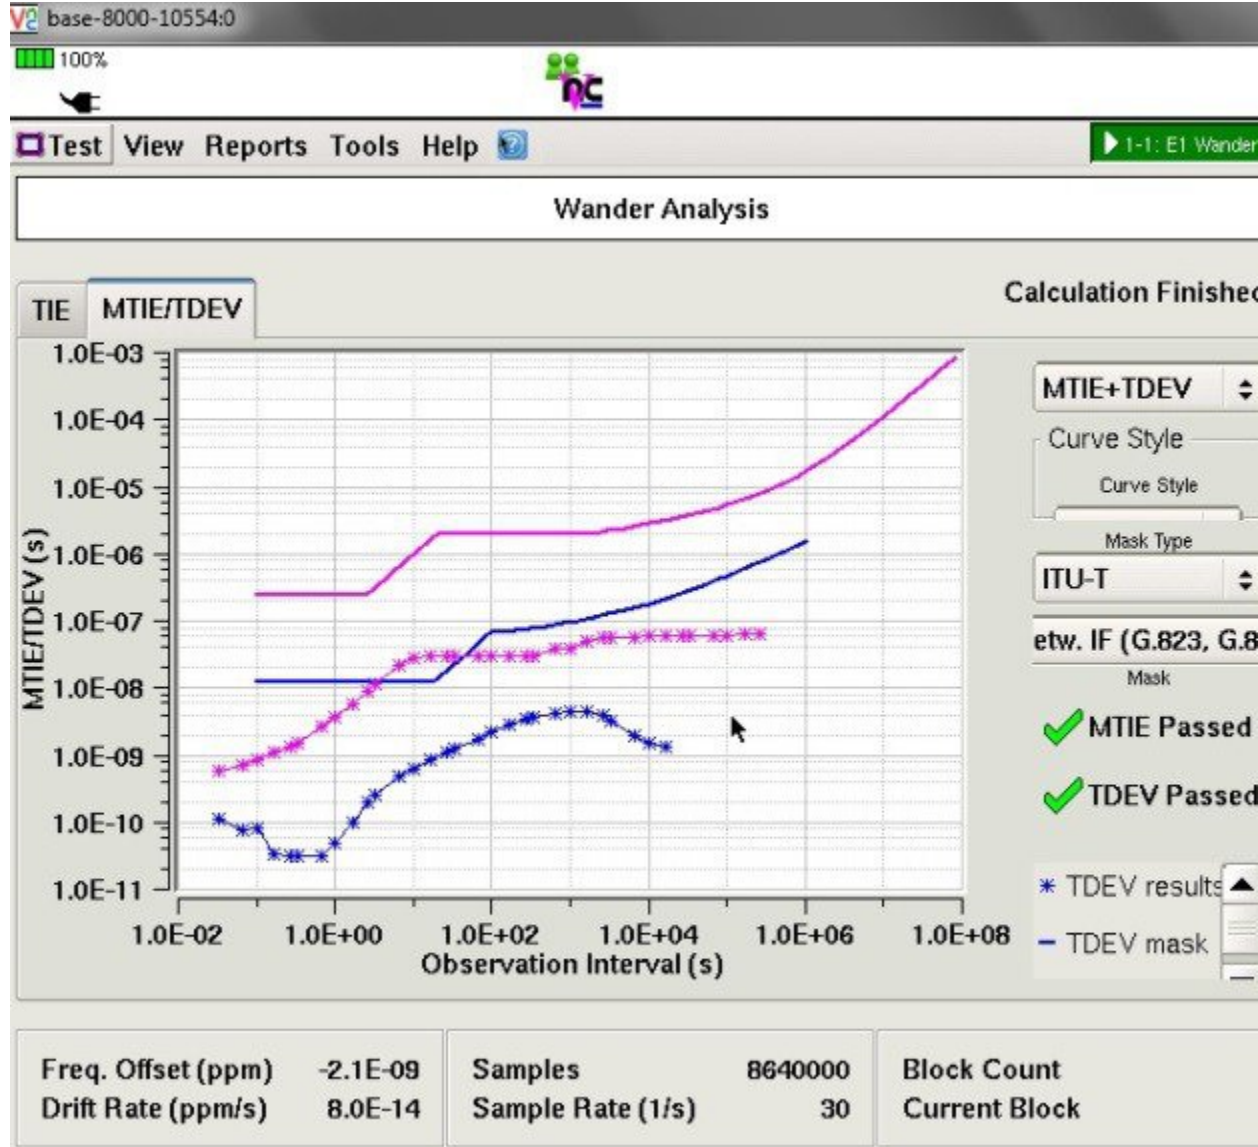 base-8000-10554:0
100%
nc
Test View Reports Tools Help
1-1: E1 Wander
Wander Analysis
TIE MTIE/TDEV
Calculation Finished
1.0E-03
1.0E-04
1.0E-05
1.0E-06
1.0E-07
1.0E-08
1.0E-09
1.0E-10
1.0E-11
MTIE/TDEV (s)
1.0E-02 1.0E+00 1.0E+02 1.0E+04 1.0E+06 1.0E+08
Observation Interval (s)
MTIE+TDEV
Curve Style
Curve Style
Mask Type
ITU-T
etw. IF (G.823, G.8
Mask
MTIE Passed
TDEV Passed
TDEV results
TDEV mask
Freq. Offset (ppm) -2.1E-09
Drift Rate (ppm/s) 8.0E-14
Samples 8640000
Sample Rate (1/s) 30
Block Count
Current Block